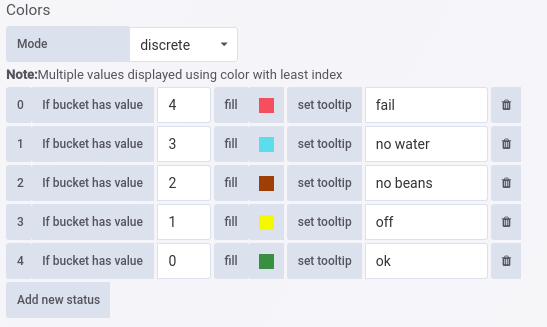 Colors
Mode discrete
Note:Multiple values displayed using color with least index
0 If bucket has value 4 fill set tooltip fail
1 If bucket has value 3 fill set tooltip no water
2 If bucket has value 2 fill set tooltip no beans
3 If bucket has value 1 fill set tooltip off
4 If bucket has value 0 fill set tooltip ok
Add new status